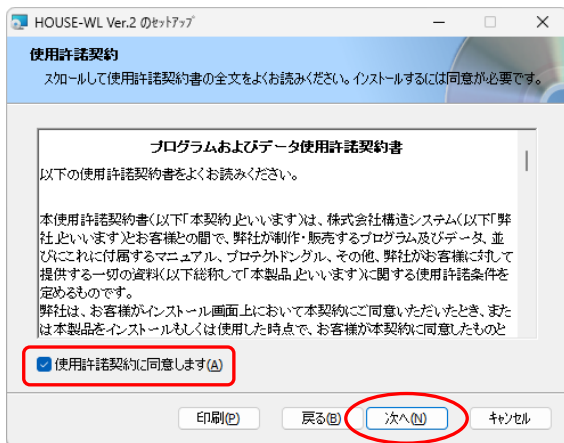 HOUSE-WL Ver.2 のｾｯﾄｱｯﾌﾟ
使用許諾契約
スクロールして使用許諾契約書の全文をよくお読みください。インストールするには同意が必要です。
プログラムおよびデータ使用許諾契約書
以下の使用許諾契約書をよくお読みください。
本使用許諾契約書（以下「本契約」といいます）は、株式会社構造システム（以下「弊
社」といいます）とお客様との間で、弊社が制作・販売するプログラム及びデータ、並
びにこれに付属するマニュアル、プロテクトドングル、その他、弊社がお客様に対して
提供する一切の資料（以下総称して「本製品」といいます）に関する使用許諾条件を
定めるものです。
弊社は、お客様がインストール画面上において本契約にご同意いただいたとき、また
は本製品をインストールもしくは使用した時点で、お客様が本契約に同意したものと
使用許諾契約に同意します(A)
印刷(P) 戻る(B) 次へ(N) キャンセル